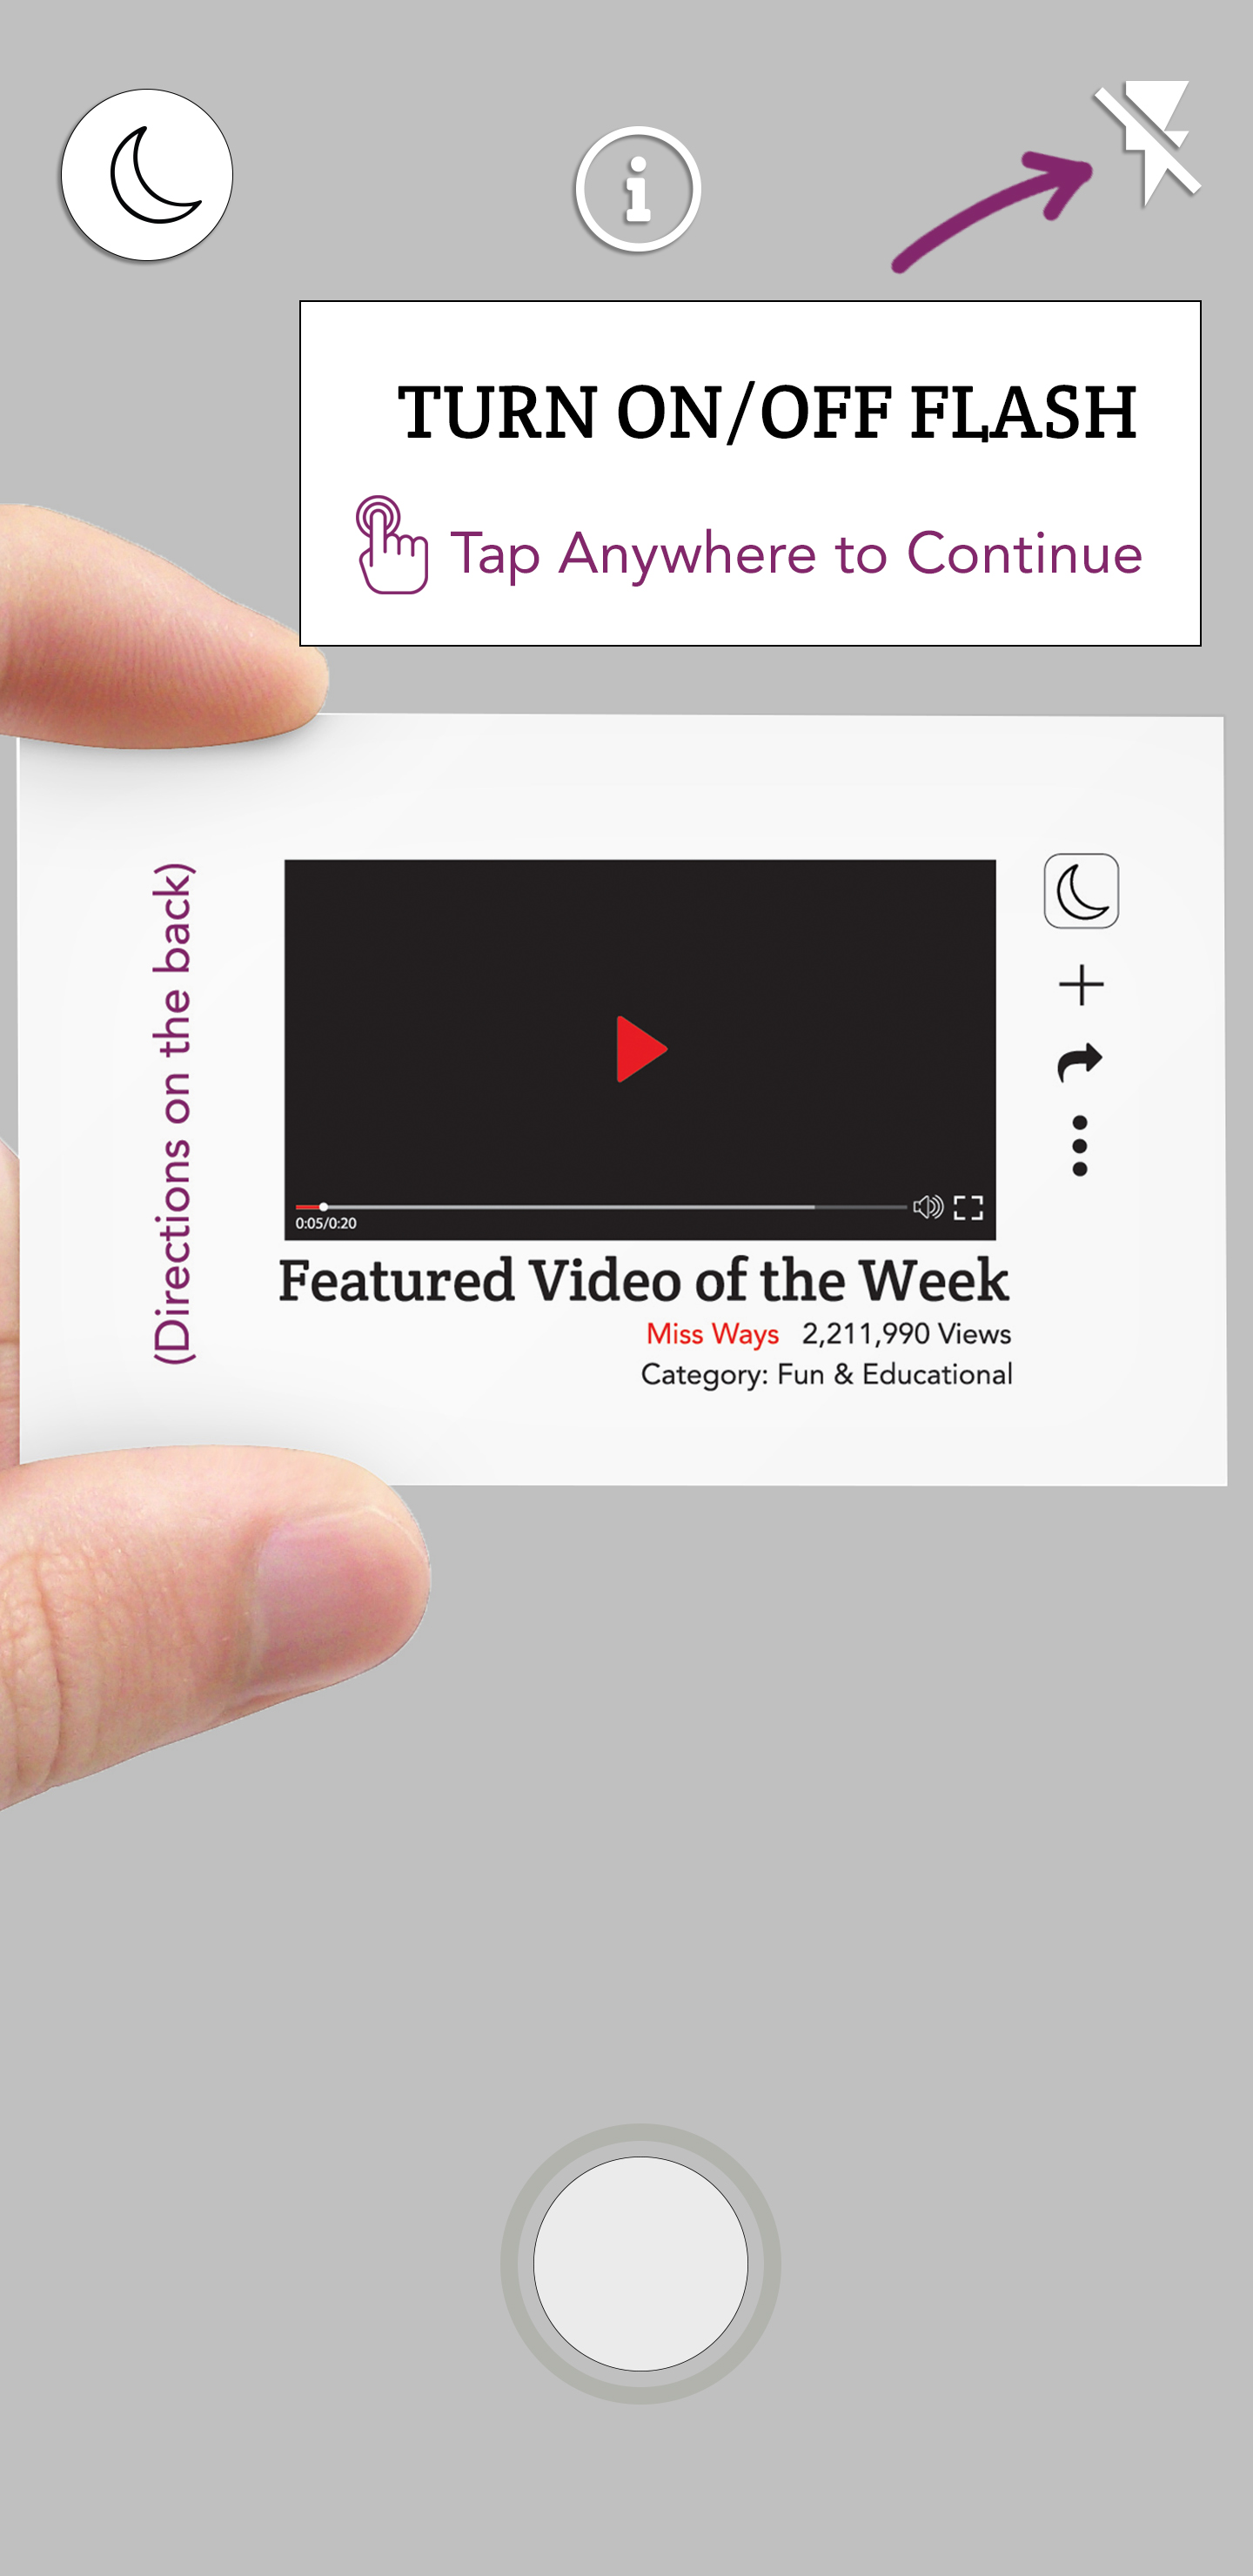 TURN ON/OFF FLASH
Tap Anywhere to Continue
(Directions on the back)
0:05/0:20
Featured Video of the Week
Miss Ways 2,211,990 Views
Category: Fun & Educational